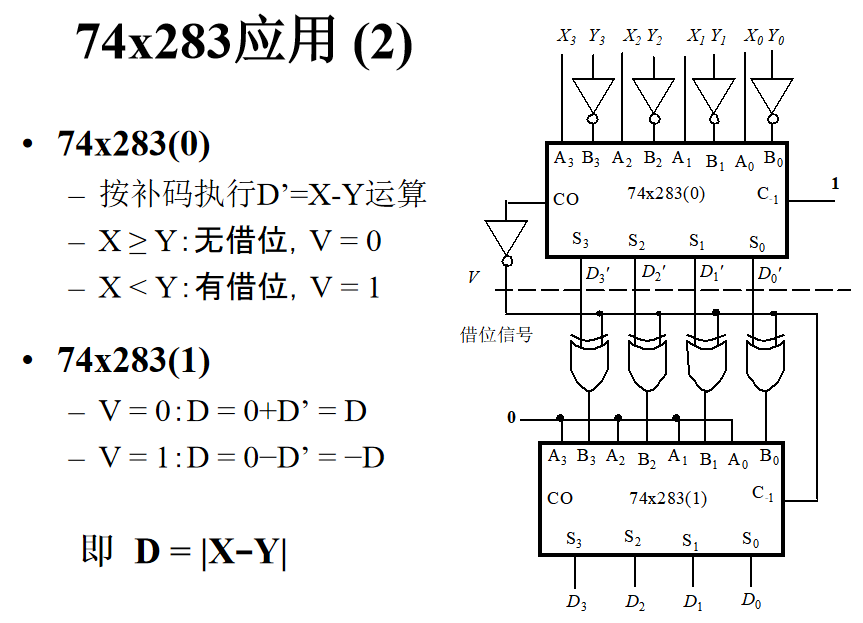 74x283应用 (2)
• 74x283(0)
– 按补码执行D’=X-Y运算
– X ≥ Y:无借位, V = 0
– X < Y:有借位, V = 1
• 74x283(1)
– V = 0:D = 0+D’ = D
– V = 1:D = 0−D’ = −D
即 D = |X−Y|
X3 Y3 X2 Y2 X1 Y1 X0 Y0
A3 B3 A2 B2 A1 B1 A0 B0
1
CO 74x283(0) C-1
S3 S2 S1 S0
V D3′ D2′ D1′ D0′
借位信号
0
A3 B3 A2 B2 A1 B1 A0 B0
CO 74x283(1) C-1
S3 S2 S1 S0
D3 D2 D1 D0